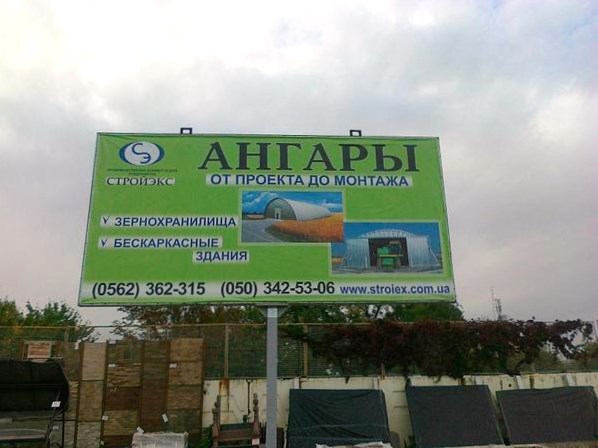 СЭ
СТРОЙЭКС
АНГАРЫ
ОТ ПРОЕКТА ДО МОНТАЖА
ЗЕРНОХРАНИЛИЩА
БЕСКАРКАСНЫЕ
ЗДАНИЯ
(0562) 362-315 (050) 342-53-06 www.stroiex.com.ua